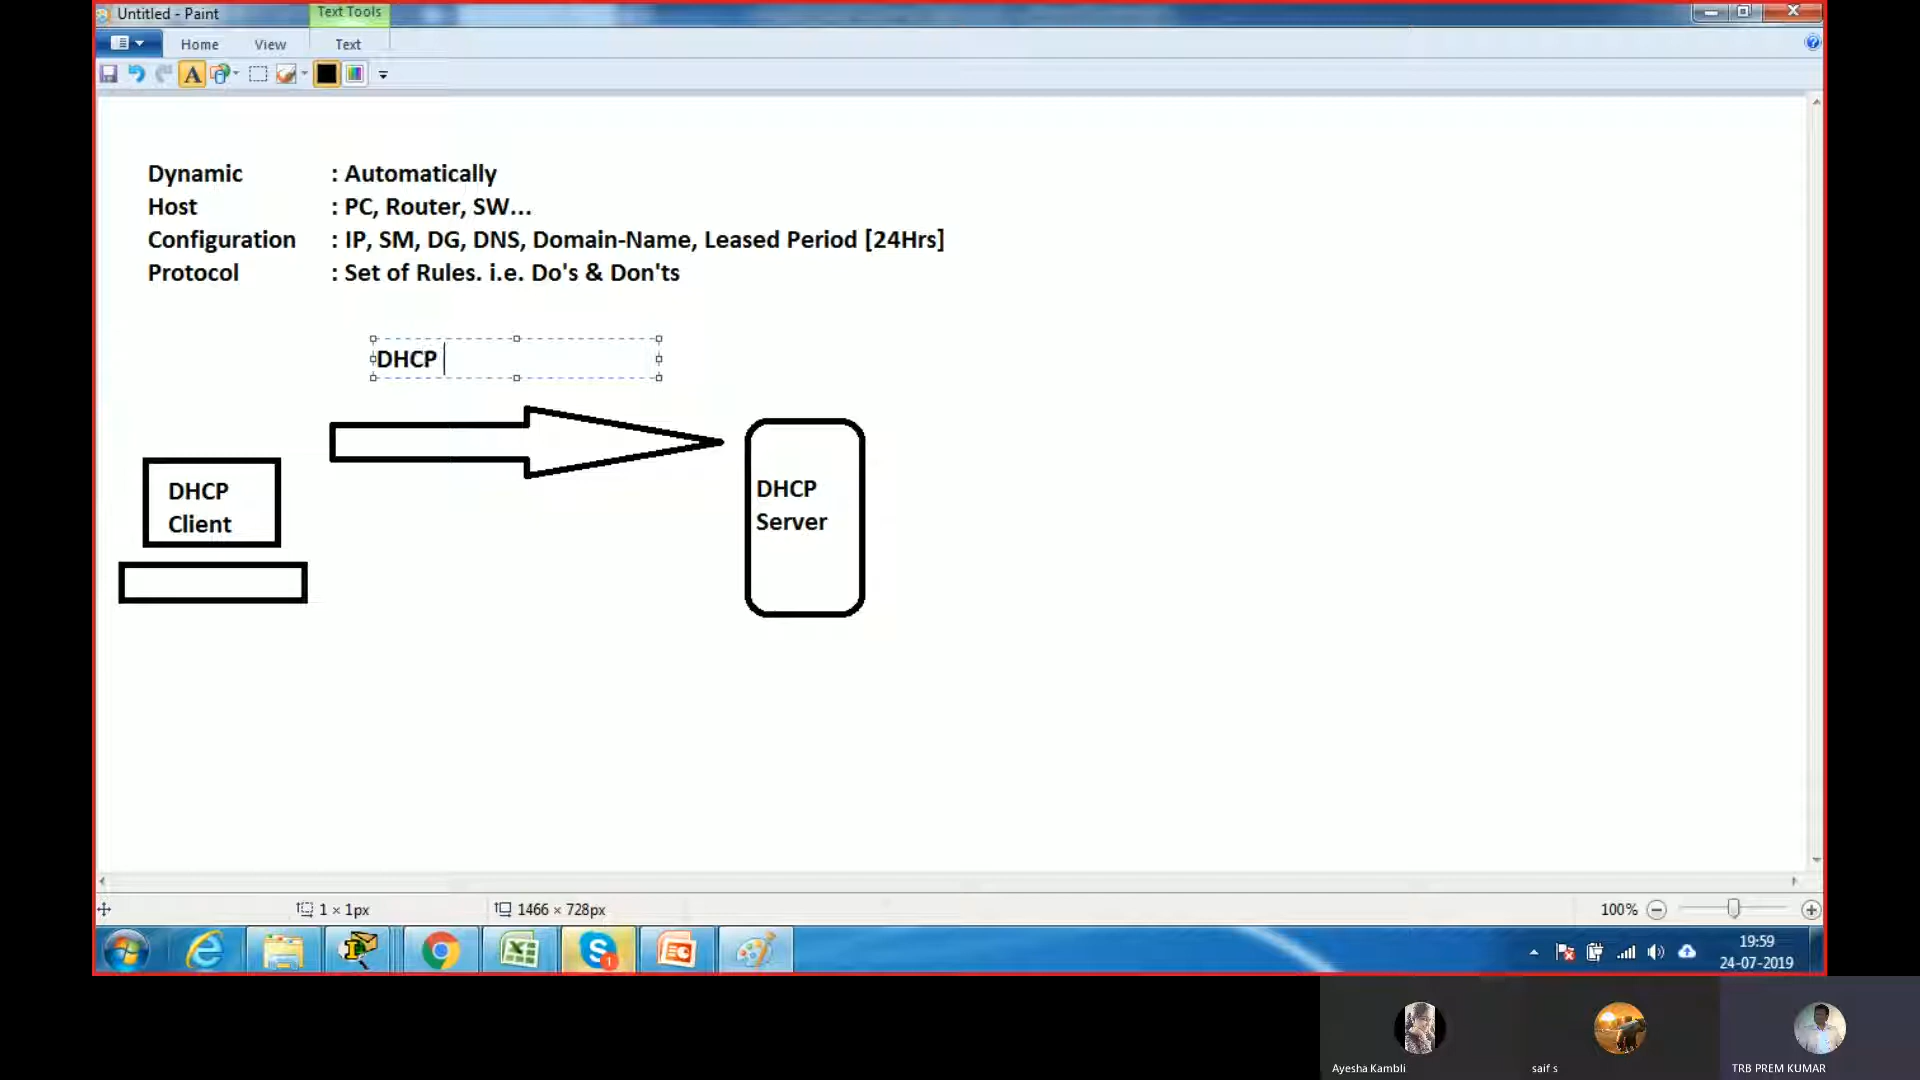 Untitled - Paint
Text Tools
Home
View
Text
Dynamic : Automatically
Host : PC, Router, SW...
Configuration : IP, SM, DG, DNS, Domain-Name, Leased Period [24Hrs]
Protocol : Set of Rules. i.e. Do's & Don'ts
DHCP
DHCP
Client
DHCP
Server
1 × 1px
1466 × 728px
100%
19:59
24-07-2019
Ayesha Kambli
saif s
TRB PREM KUMAR